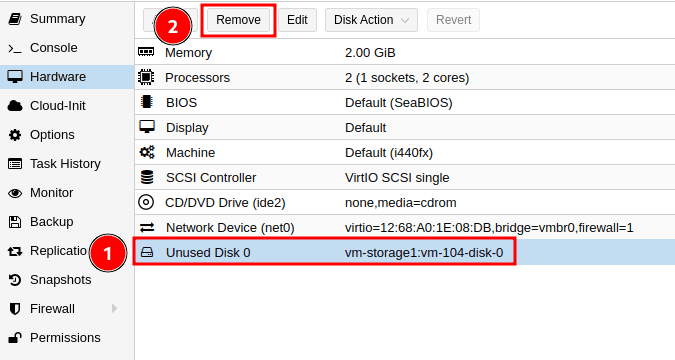 Summary
Console
Hardware
Cloud-Init
Options
Task History
Monitor
Backup
Replicatio
Snapshots
Firewall
Permissions
2
Remove
Edit
Disk Action
Revert
Memory 2.00 GiB
Processors 2 (1 sockets, 2 cores)
BIOS Default (SeaBIOS)
Display Default
Machine Default (i440fx)
SCSI Controller VirtIO SCSI single
CD/DVD Drive (ide2) none,media=cdrom
Network Device (net0) virtio=12:68:A0:1E:08:DB,bridge=vmbr0,firewall=1
1
Unused Disk 0 vm-storage1:vm-104-disk-0